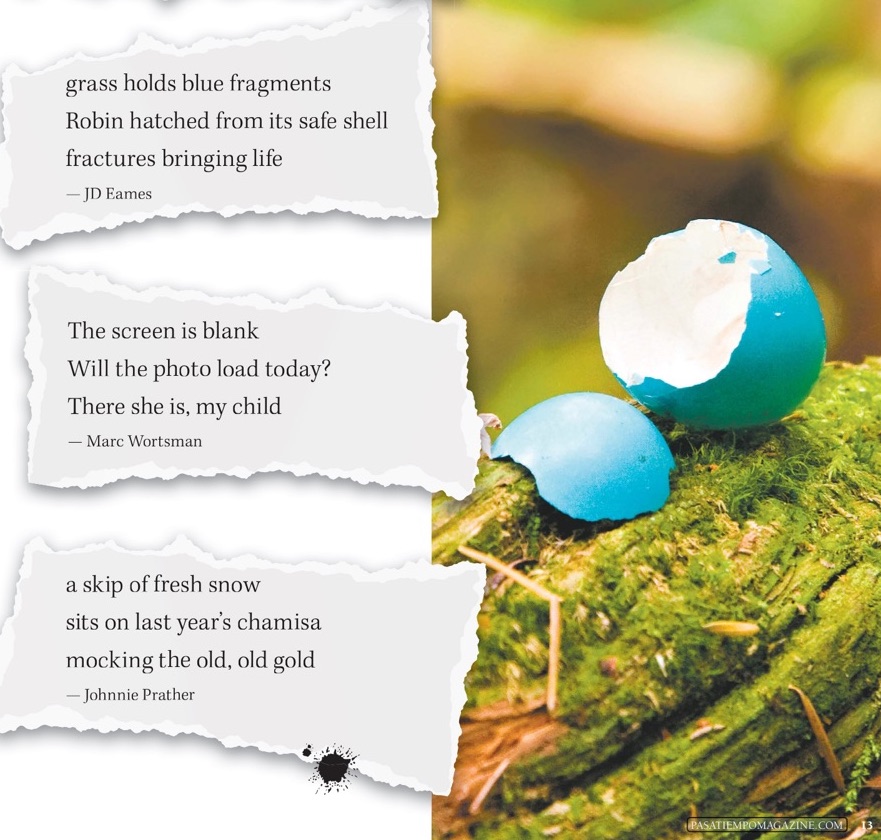 grass holds blue fragments
Robin hatched from its safe shell
fractures bringing life
— JD Eames
The screen is blank
Will the photo load today?
There she is, my child
— Marc Wortsman
a skip of fresh snow
sits on last year’s chamisa
mocking the old, old gold
— Johnnie Prather
PASATIEMPOMAGAZINE.COM 13